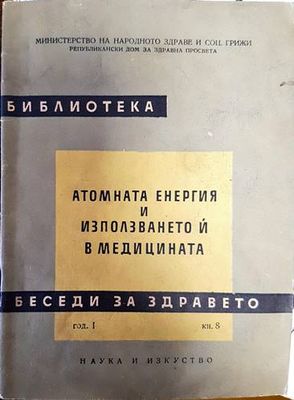 МИНИСТЕРСТВО НА НАРОДНОТО ЗДРАВЕ И СОЦ. ГРИЖИ
РЕПУБЛИКАНСКИ ДОМ ЗА ЗДРАВНА ПРОСВЕТА
БИБЛИОТЕКА
АТОМНАТА ЕНЕРГИЯ
И
ИЗПОЛЗВАНЕТО Ѝ
В МЕДИЦИНАТА
БЕСЕДИ ЗА ЗДРАВЕТО
год. I кн. 8
НАУКА И ИЗКУСТВО